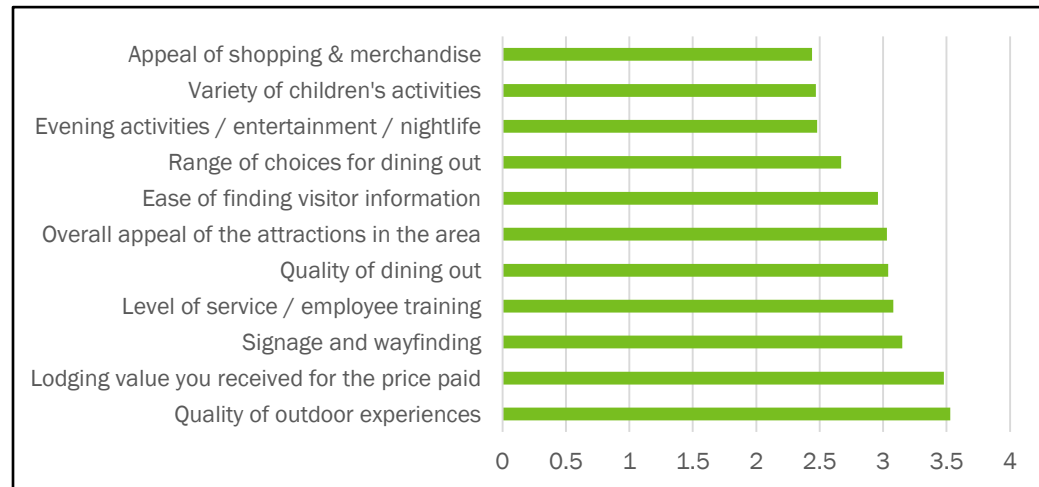 Appeal of shopping & merchandise
Variety of children's activities
Evening activities / entertainment / nightlife
Range of choices for dining out
Ease of finding visitor information
Overall appeal of the attractions in the area
Quality of dining out
Level of service / employee training
Signage and wayfinding
Lodging value you received for the price paid
Quality of outdoor experiences
0 0.5 1 1.5 2 2.5 3 3.5 4